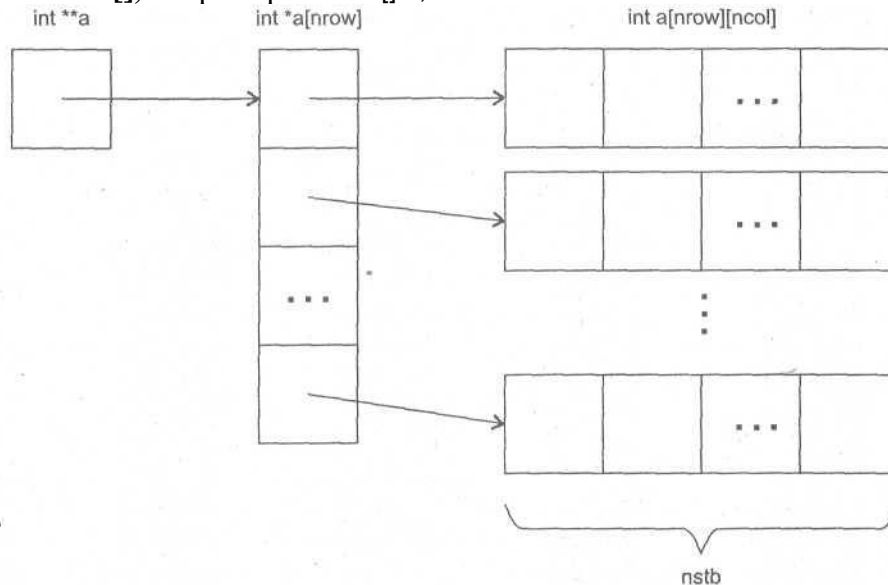 int **a
int *a[nrow]
int a[nrow][ncol]
...
...
...
...
nstb